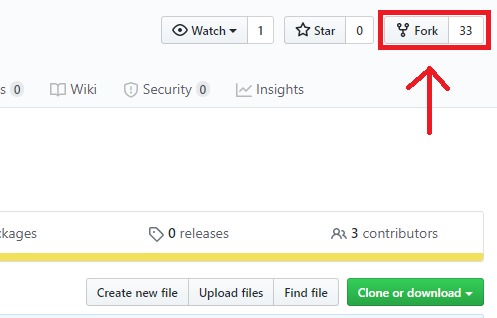 Watch 1 Star 0 Fork 33
s 0 Wiki Security 0 Insights
ckages 0 releases 3 contributors
Create new file Upload files Find file Clone or download